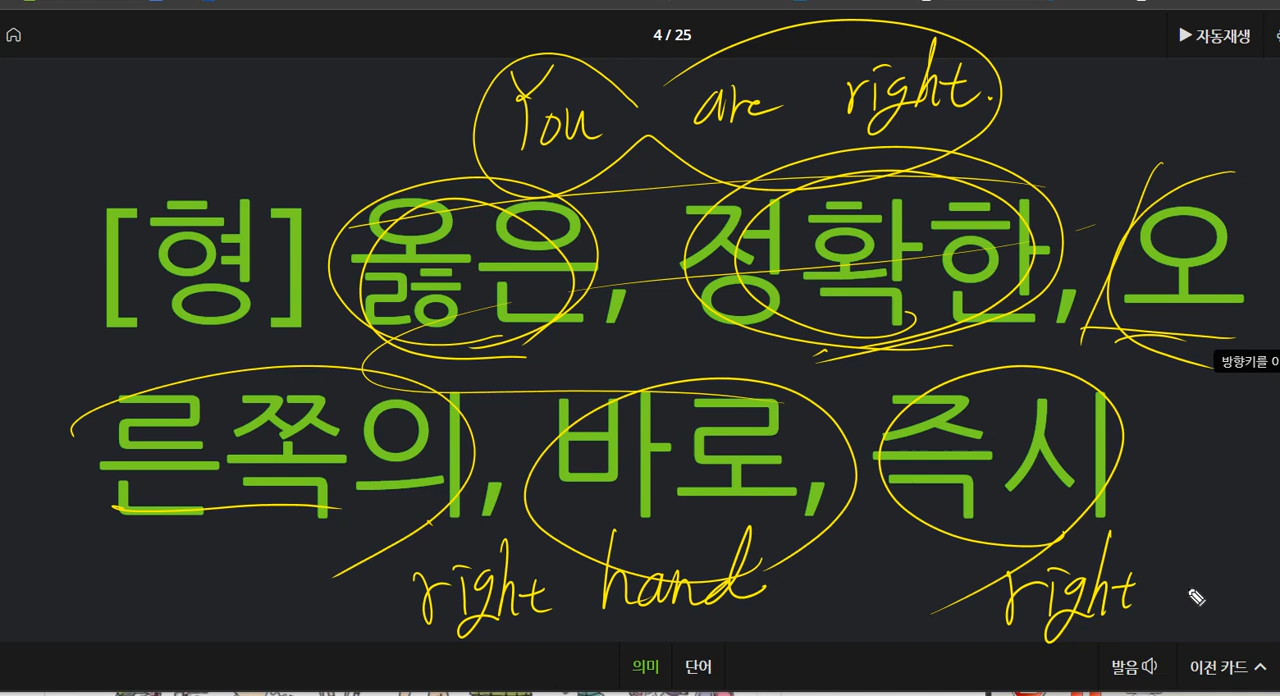 4 / 25
▶ 자동재생
You are right.
[형] 옳은, 정확한, 오
른쪽의, 바로, 즉시
방향키를 이
right hand right
의미 단어 발음 이전 카드